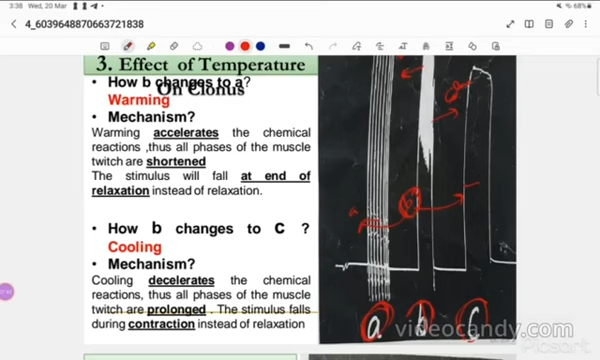 3:38 Wed, 20 Mar
68%
4_6039648870663721838
3. Effect of Temperature
On Clonus
• How b changes to a?
Warming
• Mechanism?
Warming accelerates the chemical
reactions ,thus all phases of the muscle
twitch are shortened
The stimulus will fall at end of
relaxation instead of relaxation.
• How b changes to C ?
Cooling
• Mechanism?
Cooling decelerates the chemical
reactions, thus all phases of the muscle
twitch are prolonged . The stimulus falls
during contraction instead of relaxation
a
b
a b C
videocandy.com
Picsart